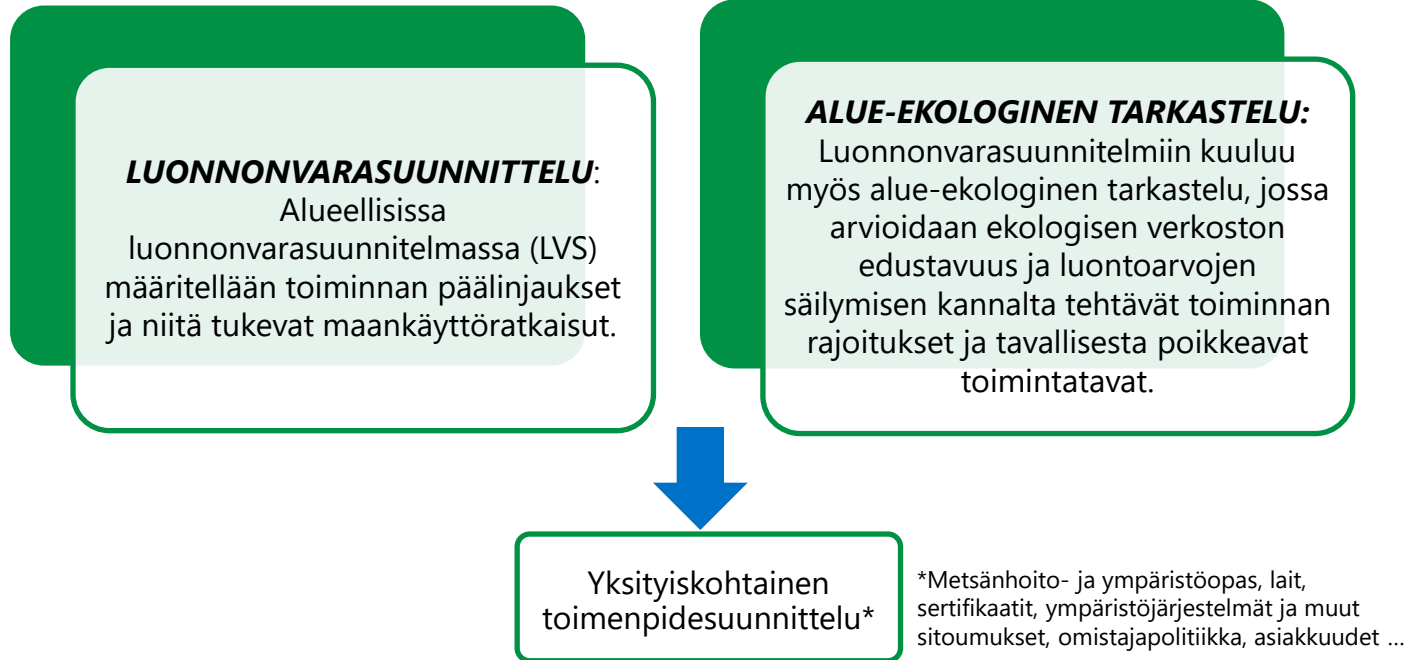 LUONNONVARASUUNNITTELU:
Alueellisissa
luonnonvarasuunnitelmassa (LVS)
määritellään toiminnan päälinjaukset
ja niitä tukevat maankäyttöratkaisut.
ALUE-EKOLOGINEN TARKASTELU:
Luonnonvarasuunnitelmiin kuuluu
myös alue-ekologinen tarkastelu, jossa
arvioidaan ekologisen verkoston
edustavuus ja luontoarvojen
säilymisen kannalta tehtävät toiminnan
rajoitukset ja tavallisesta poikkeavat
toimintatavat.
Yksityiskohtainen
toimenpidesuunnittelu*
*Metsänhoito- ja ympäristöopas, lait,
sertifikaatit, ympäristöjärjestelmät ja muut
sitoumukset, omistajapolitiikka, asiakkuudet ...